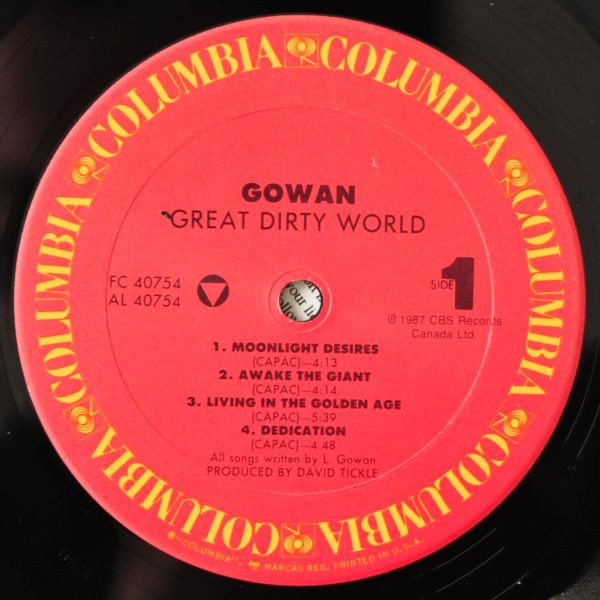 COLUMBIA COLUMBIA COLUMBIA COLUMBIA COLUMBIA COLUMBIA
GOWAN
GREAT DIRTY WORLD
FC 40754
AL 40754
SIDE 1
℗ 1987 CBS Records
Canada Ltd.
your li
1. MOONLIGHT DESIRES
(CAPAC)—4:13
2. AWAKE THE GIANT
(CAPAC)—4:14
3. LIVING IN THE GOLDEN AGE
(CAPAC)—5:39
4. DEDICATION
(CAPAC)—4:48
All songs written by L. Gowan
PRODUCED BY DAVID TICKLE
"COLUMBIA", MARCAS REG. PRINTED IN U.S.A.